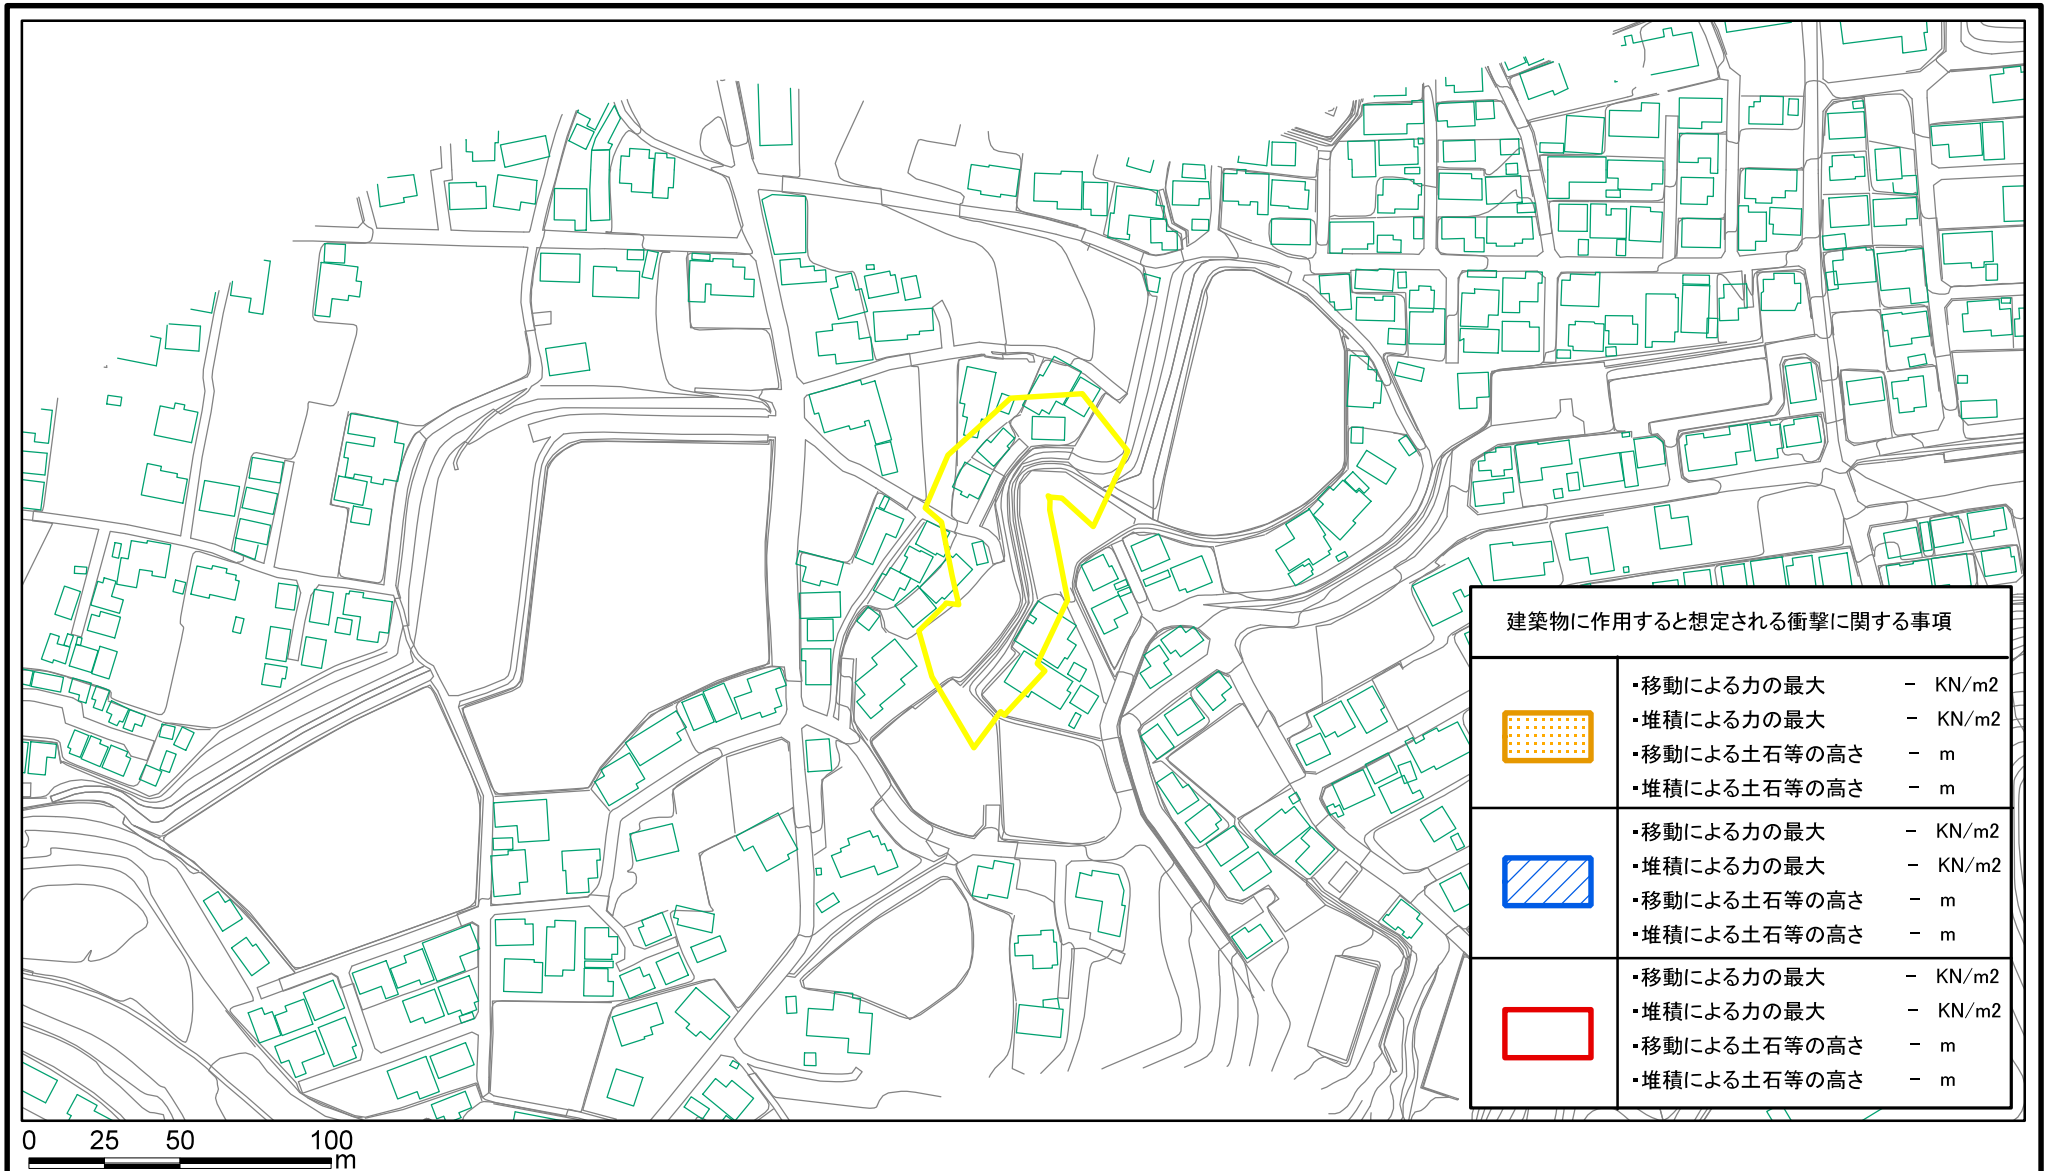 建築物に作用すると想定される衝撃に関する事項
・移動による力の最大 － KN/m2
・堆積による力の最大 － KN/m2
・移動による土石等の高さ － m
・堆積による土石等の高さ － m
・移動による力の最大 － KN/m2
・堆積による力の最大 － KN/m2
・移動による土石等の高さ － m
・堆積による土石等の高さ － m
・移動による力の最大 － KN/m2
・堆積による力の最大 － KN/m2
・移動による土石等の高さ － m
・堆積による土石等の高さ － m
0 25 50 100
m